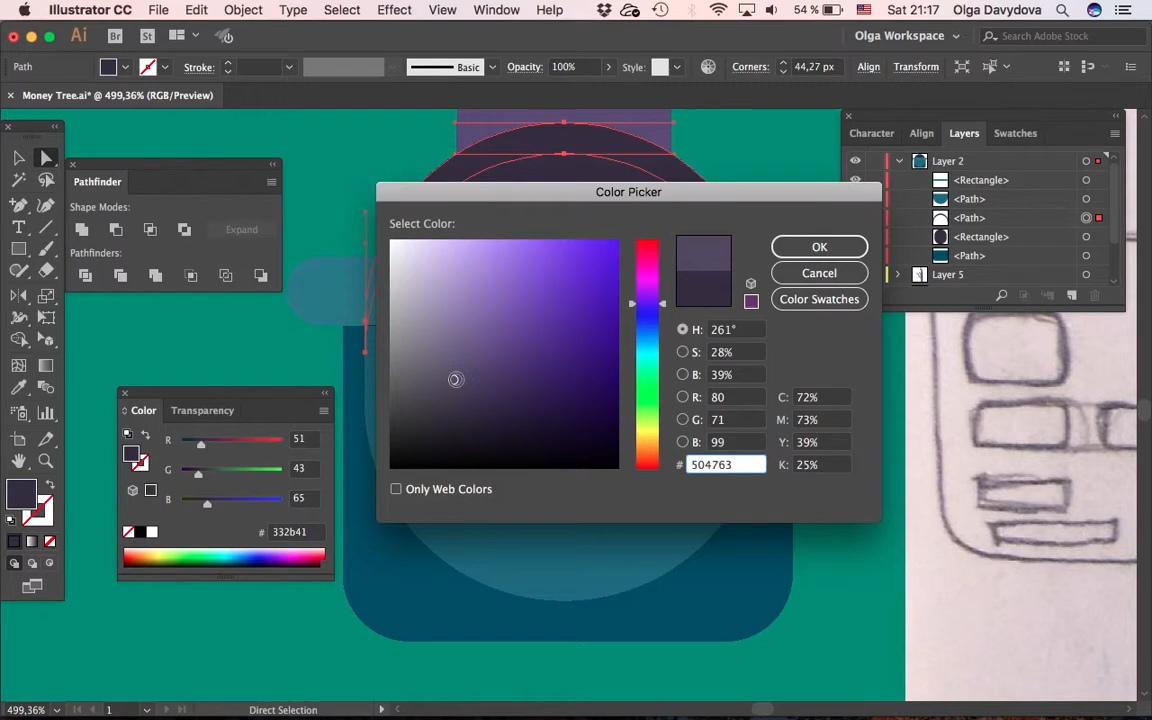 Illustrator CC File Edit Object Type Select Effect View Window Help 54 % Sat 21:17 Olga Davydova
Ai Br St Olga Workspace Search Adobe Stock
Path Stroke: Basic Opacity: 100% Style: Corners: 44,27 px Align Transform
× Money Tree.ai* @ 499,36% (RGB/Preview)
Character Align Layers Swatches
Layer 2
<Rectangle>
<Path>
<Path>
<Rectangle>
<Path>
Layer 5
Pathfinder
Shape Modes:
Expand
Pathfinders:
Color Picker
Select Color:
OK
Cancel
Color Swatches
H: 261°
S: 28%
B: 39%
R: 80 C: 72%
G: 71 M: 73%
B: 99 Y: 39%
# 504763 K: 25%
Only Web Colors
Color Transparency
R 51
G 43
B 65
# 332b41
499,36% 1 Direct Selection